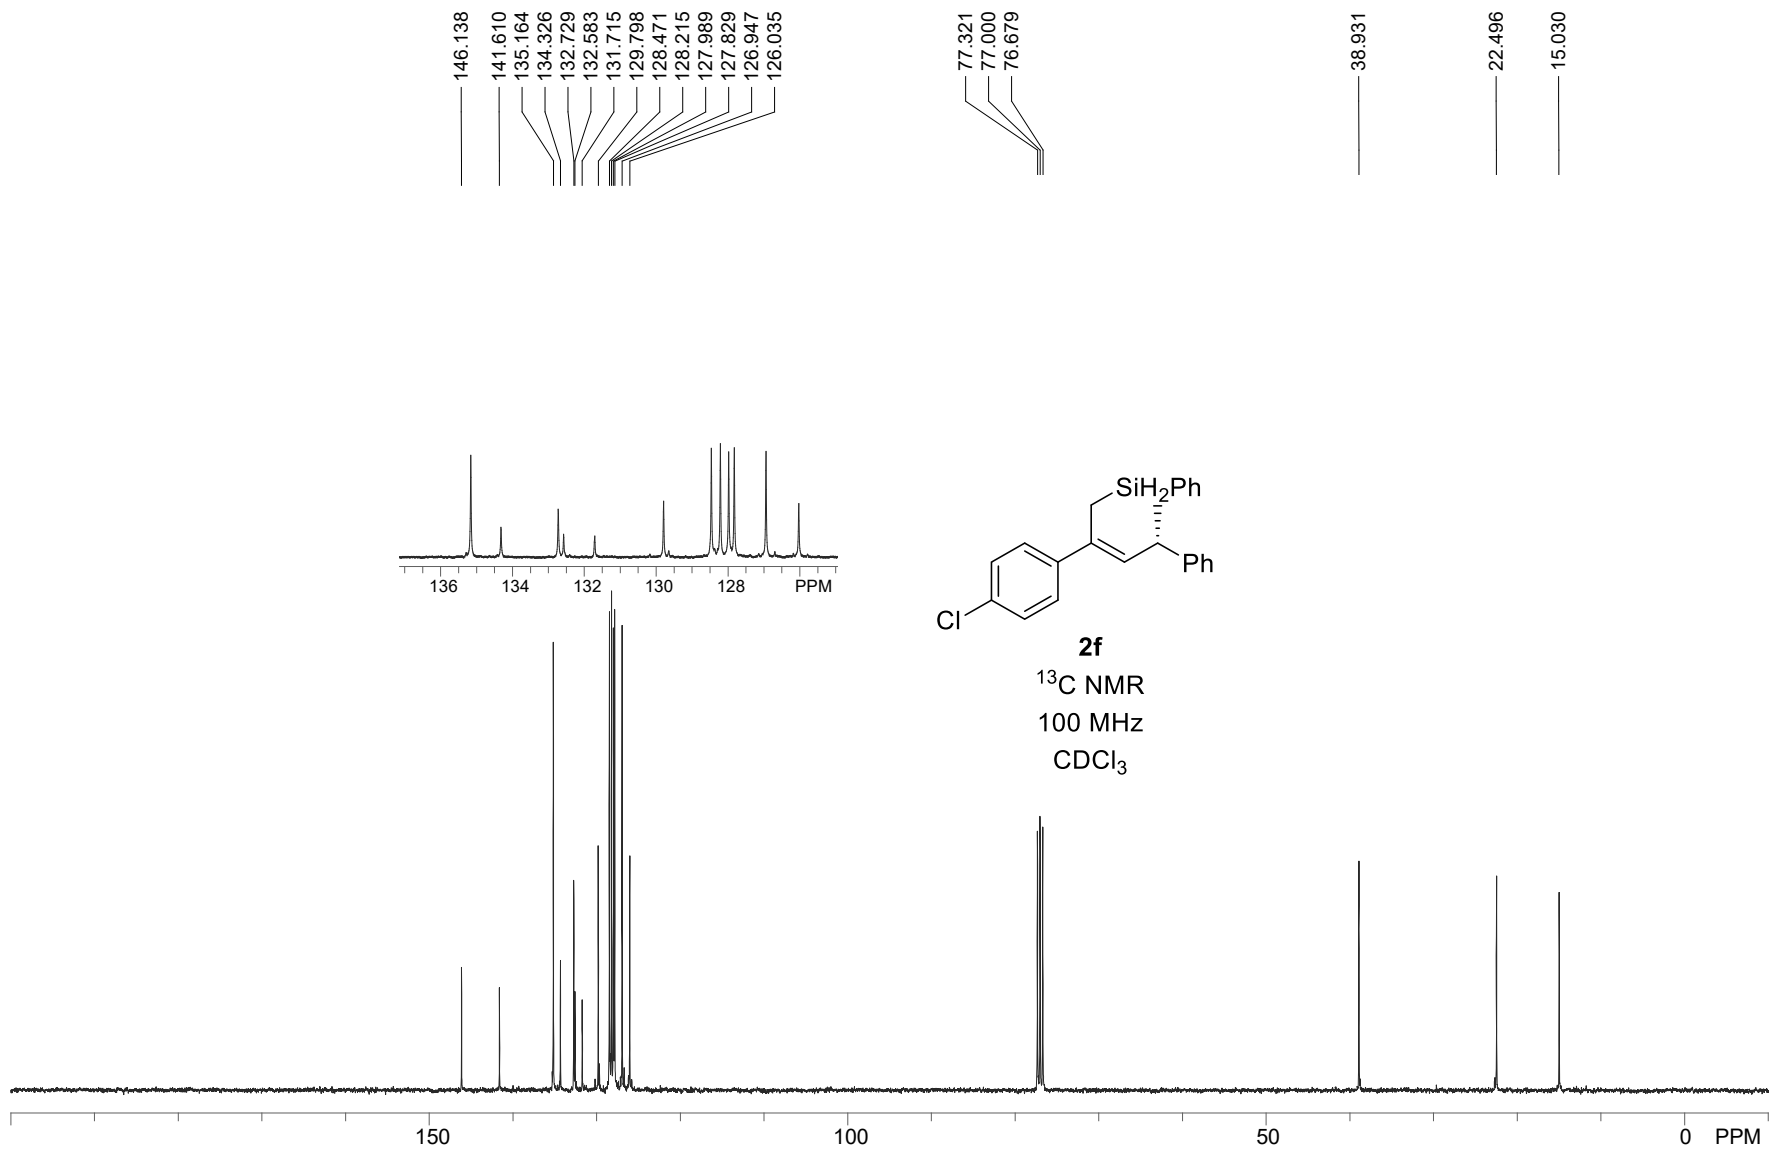 146.138
141.610
135.164
134.326
132.729
132.583
131.715
129.798
128.471
128.215
127.989
127.829
126.947
126.035
77.321
77.000
76.679
38.931
22.496
15.030
136 134 132 130 128 PPM
SiH2Ph
Ph
Cl
2f
13C NMR
100 MHz
CDCl3
150 100 50 0 PPM